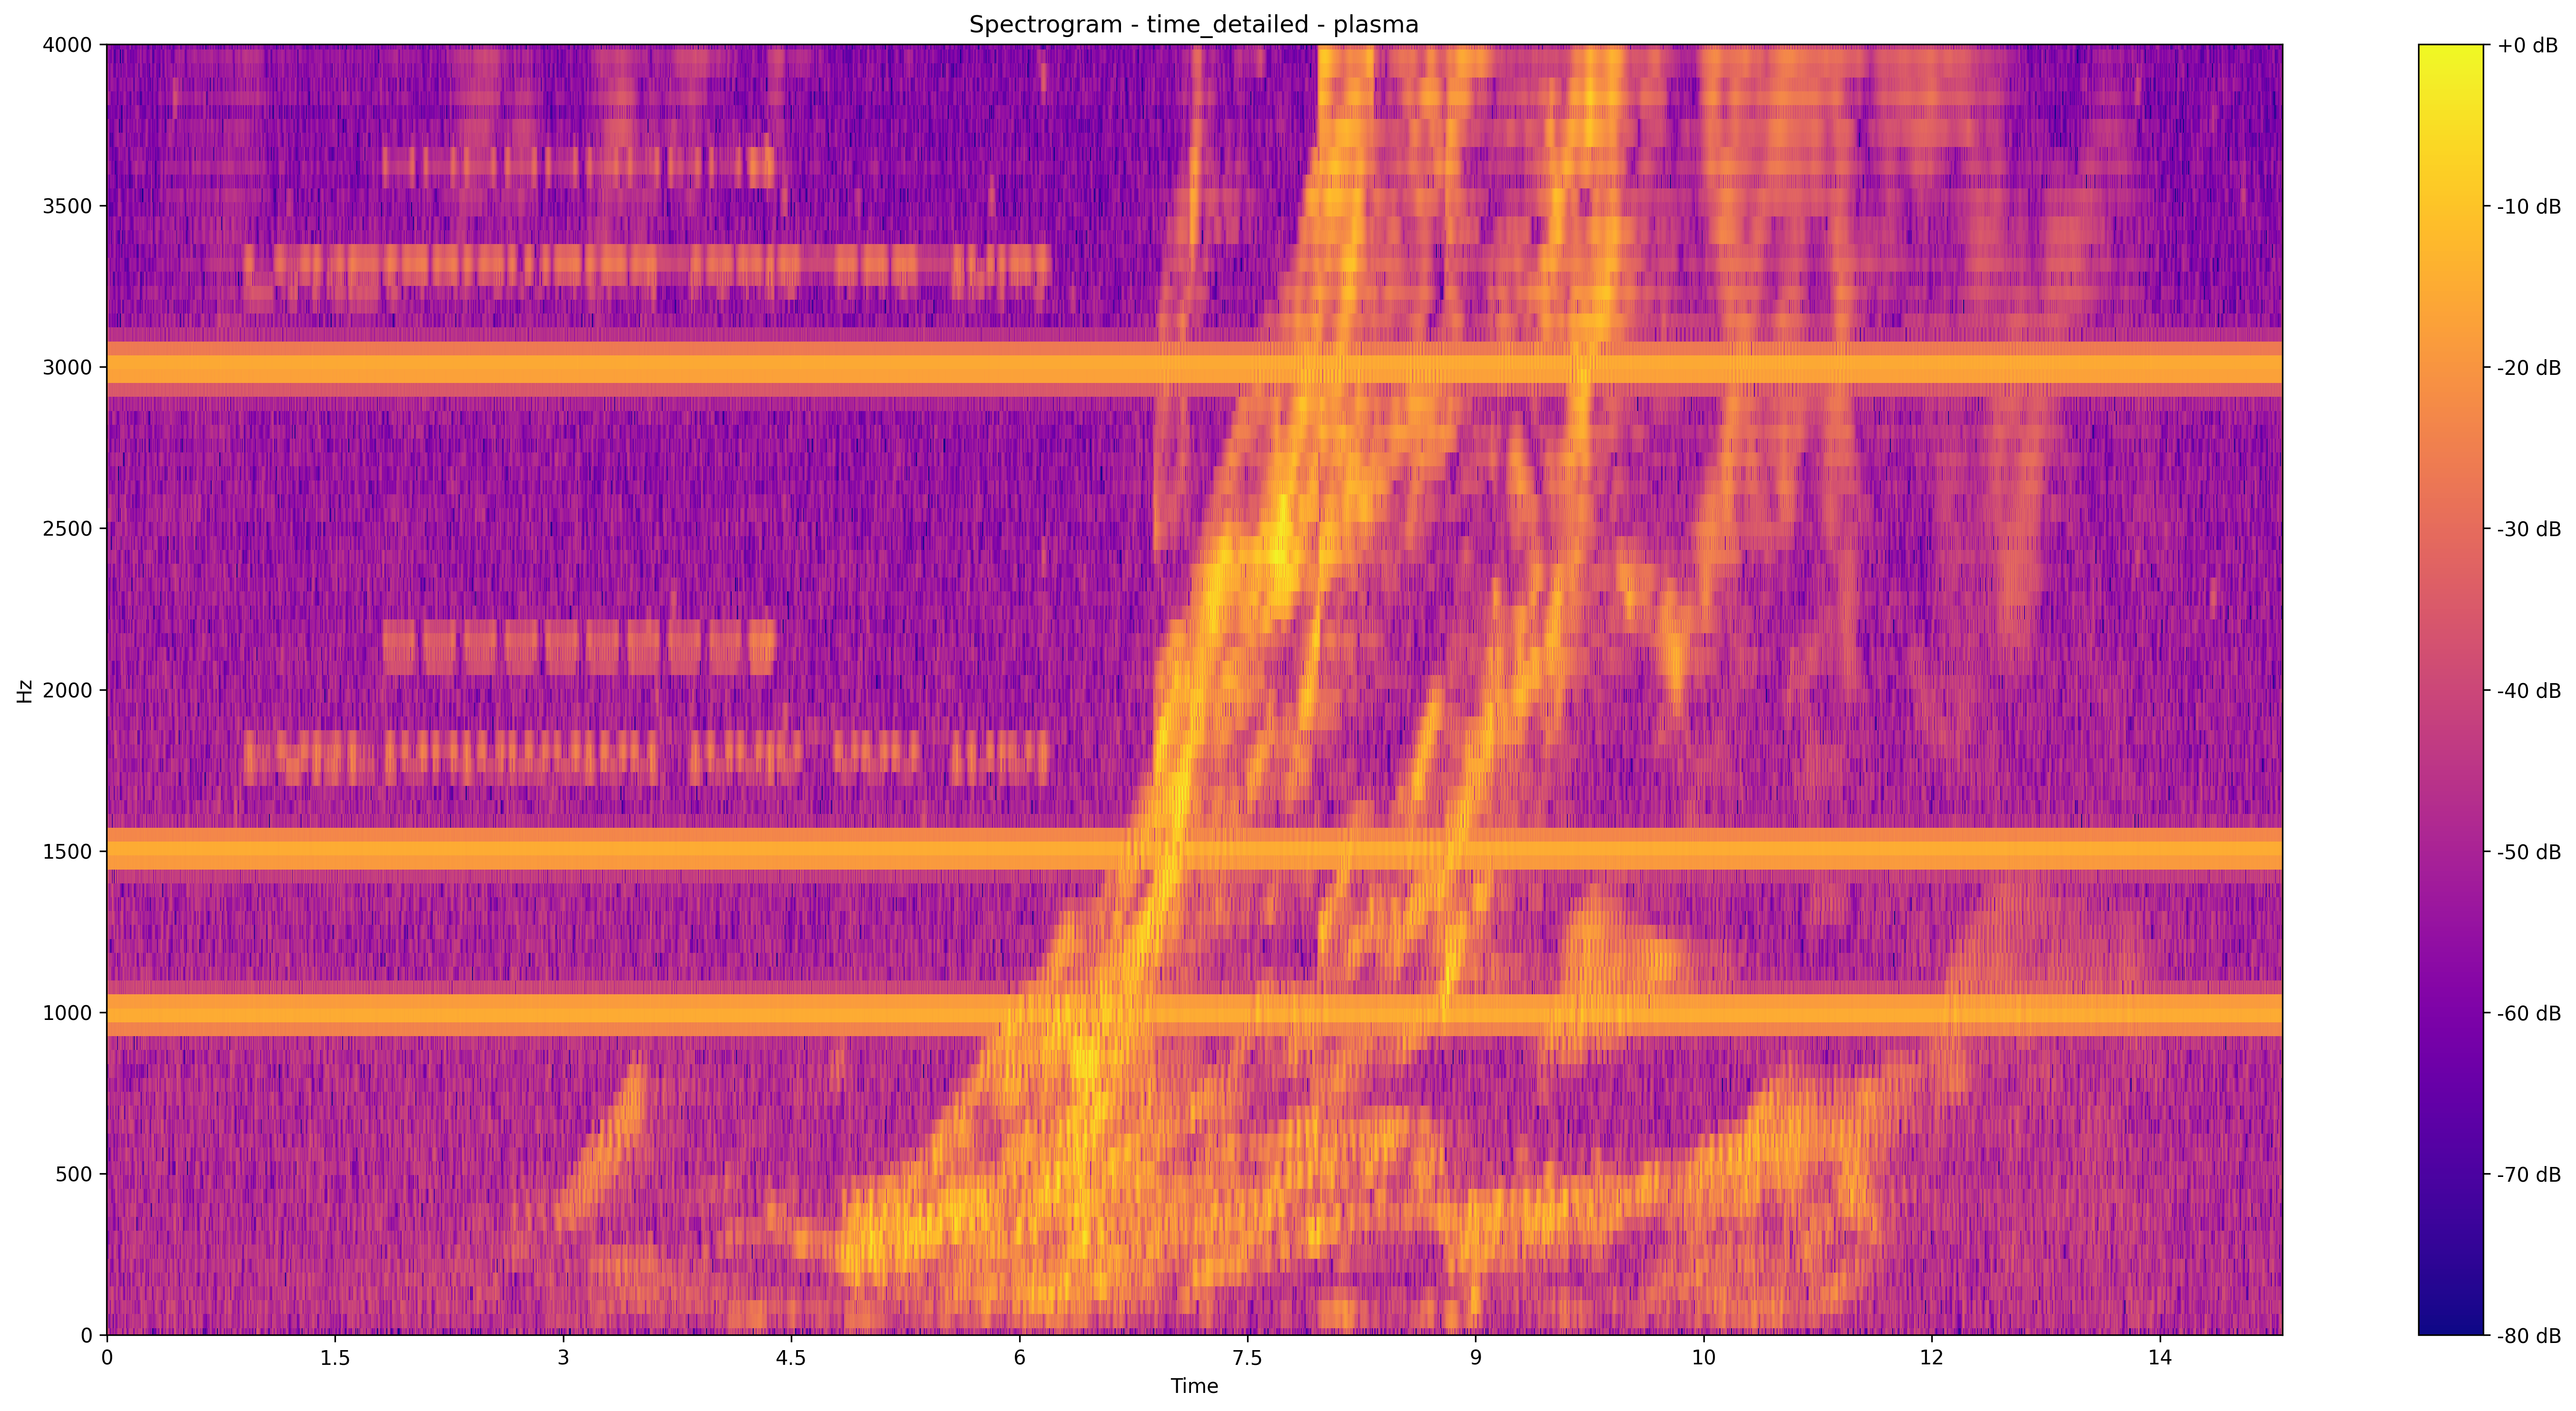 Spectrogram - time_detailed - plasma
4000
3500
3000
2500
2000
1500
1000
500
0
Hz
0 1.5 3 4.5 6 7.5 9 10 12 14
Time
+0 dB
-10 dB
-20 dB
-30 dB
-40 dB
-50 dB
-60 dB
-70 dB
-80 dB